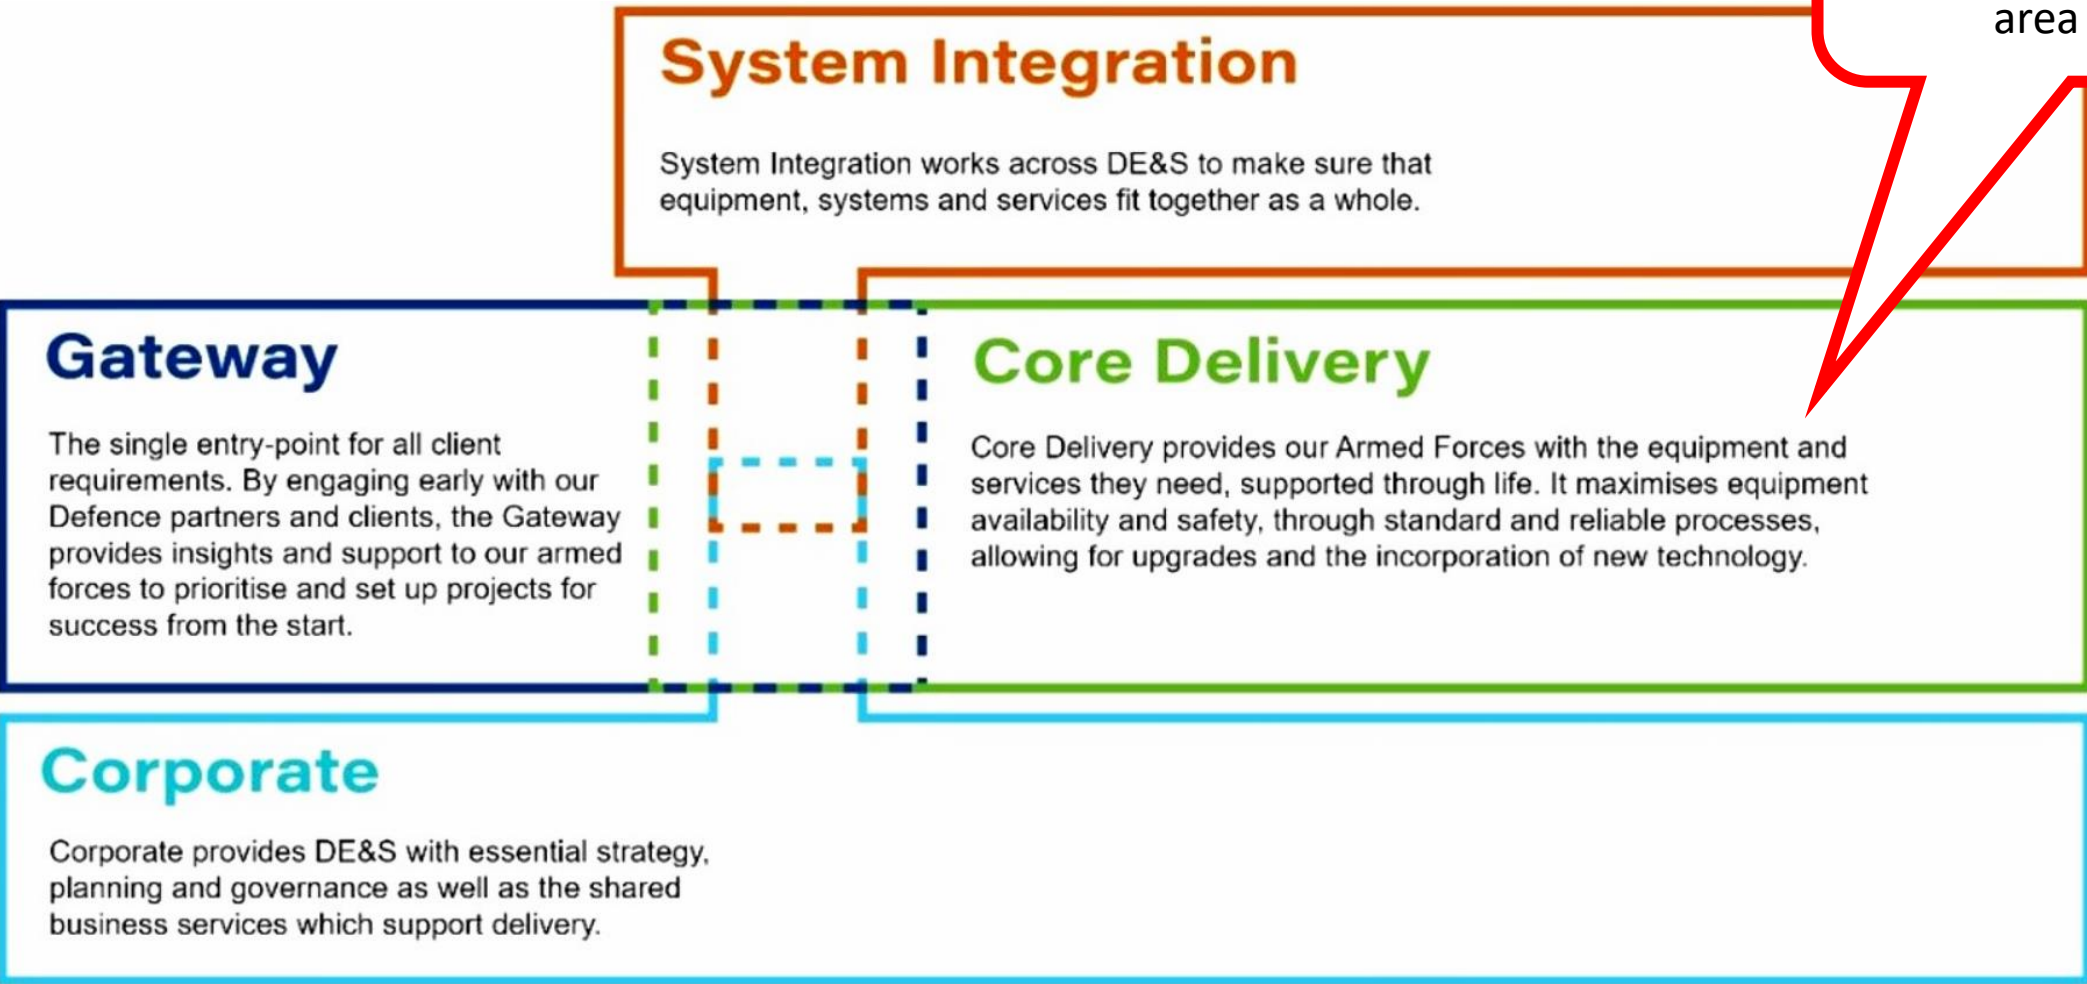 area
System Integration
System Integration works across DE&S to make sure that
equipment, systems and services fit together as a whole.
Gateway
The single entry-point for all client
requirements. By engaging early with our
Defence partners and clients, the Gateway
provides insights and support to our armed
forces to prioritise and set up projects for
success from the start.
Core Delivery
Core Delivery provides our Armed Forces with the equipment and
services they need, supported through life. It maximises equipment
availability and safety, through standard and reliable processes,
allowing for upgrades and the incorporation of new technology.
Corporate
Corporate provides DE&S with essential strategy,
planning and governance as well as the shared
business services which support delivery.